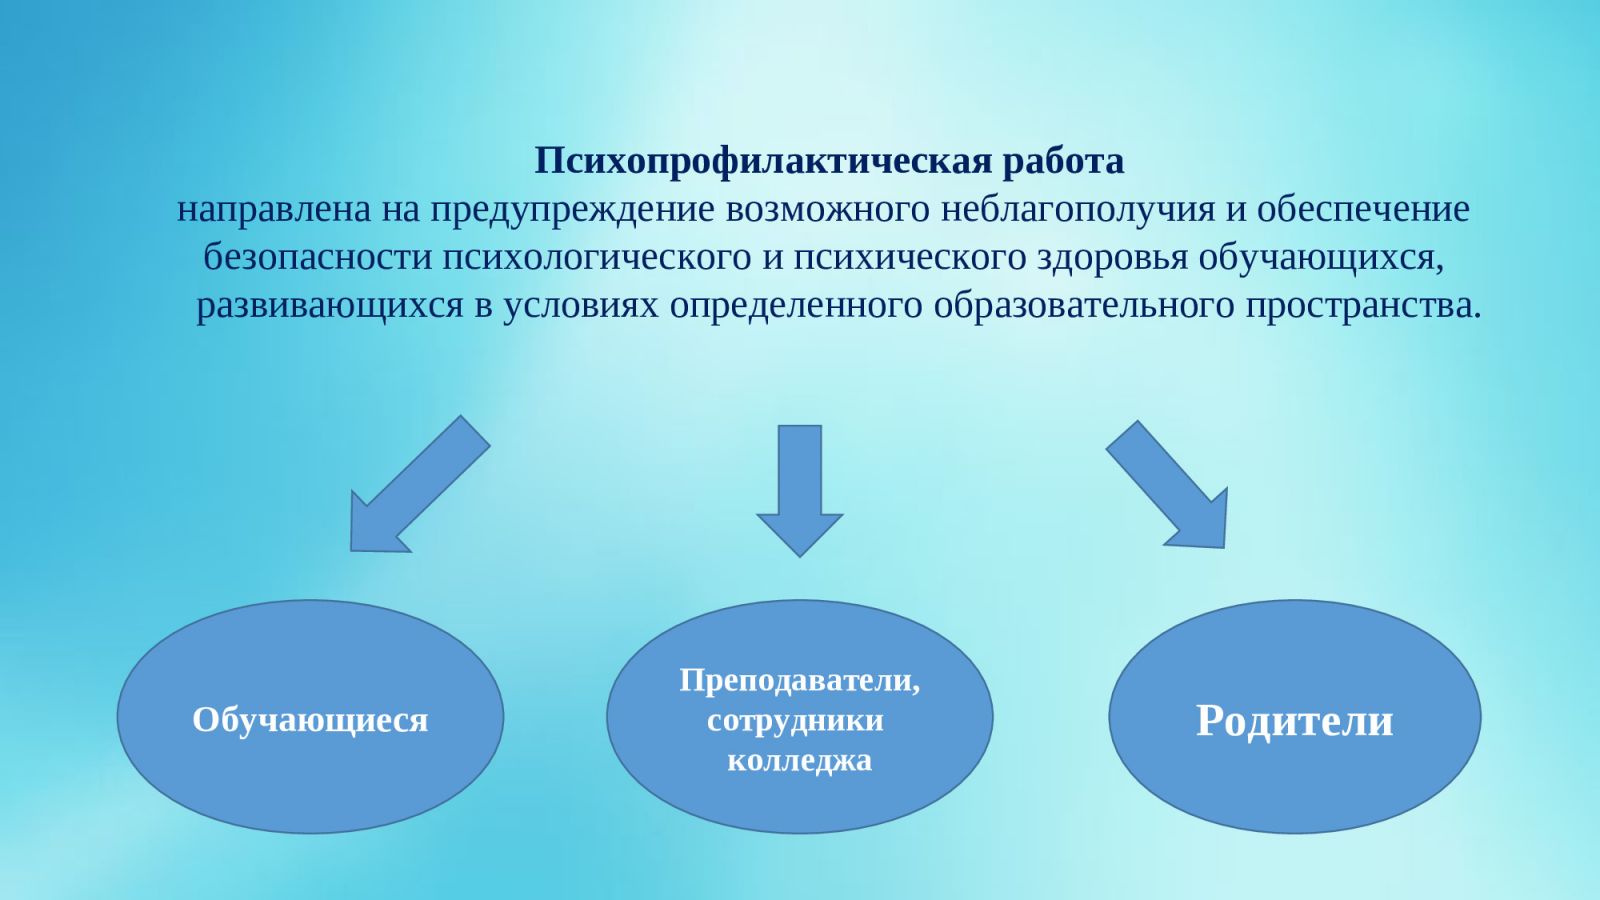 Психопрофилактическая работа
направлена на предупреждение возможного неблагополучия и обеспечение
безопасности психологического и психического здоровья обучающихся,
развивающихся в условиях определенного образовательного пространства.
Обучающиеся
Преподаватели,
сотрудники
колледжа
Родители